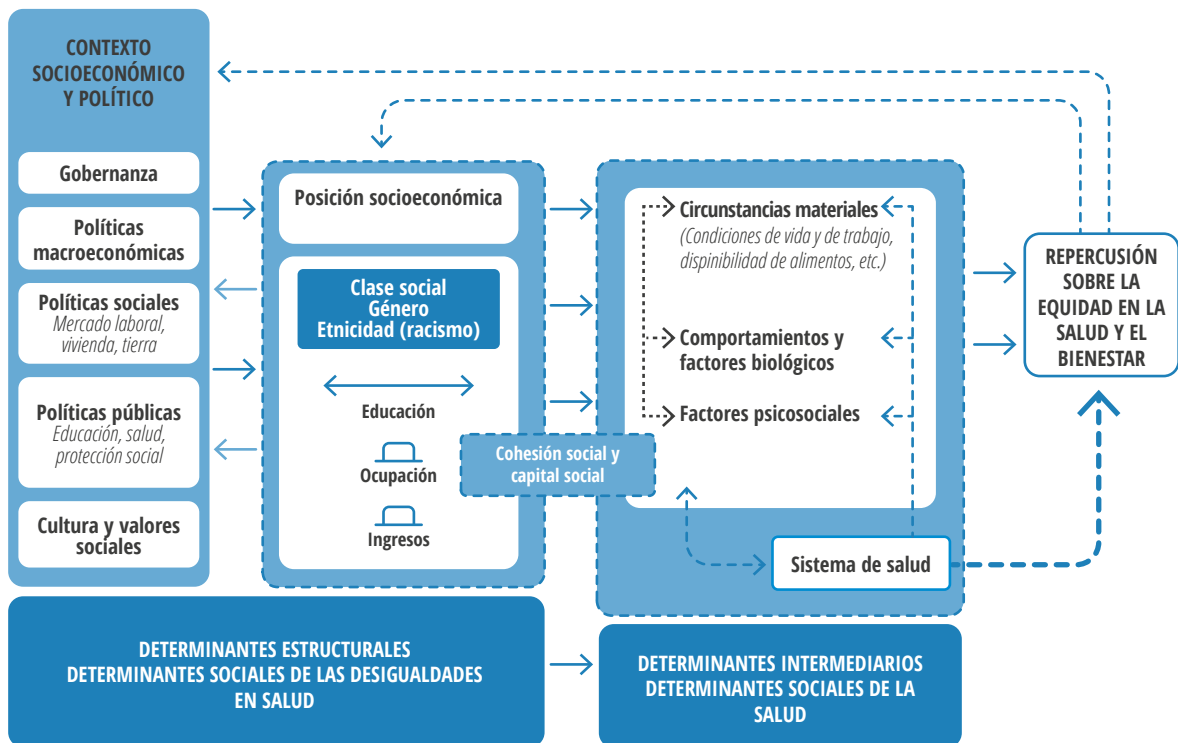 CONTEXTO
SOCIOECONÓMICO
Y POLÍTICO
Gobernanza
Políticas
macroeconómicas
Políticas sociales
Mercado laboral,
vivienda, tierra
Políticas públicas
Educación, salud,
protección social
Cultura y valores
sociales
Posición socioeconómica
Clase social
Género
Etnicidad (racismo)
Educación
Ocupación
Ingresos
Cohesión social y
capital social
Circunstancias materiales
(Condiciones de vida y de trabajo,
dispinibilidad de alimentos, etc.)
Comportamientos y
factores biológicos
Factores psicosociales
Sistema de salud
REPERCUSIÓN
SOBRE LA
EQUIDAD EN LA
SALUD Y EL
BIENESTAR
DETERMINANTES ESTRUCTURALES
DETERMINANTES SOCIALES DE LAS DESIGUALDADES
EN SALUD
DETERMINANTES INTERMEDIARIOS
DETERMINANTES SOCIALES DE LA
SALUD